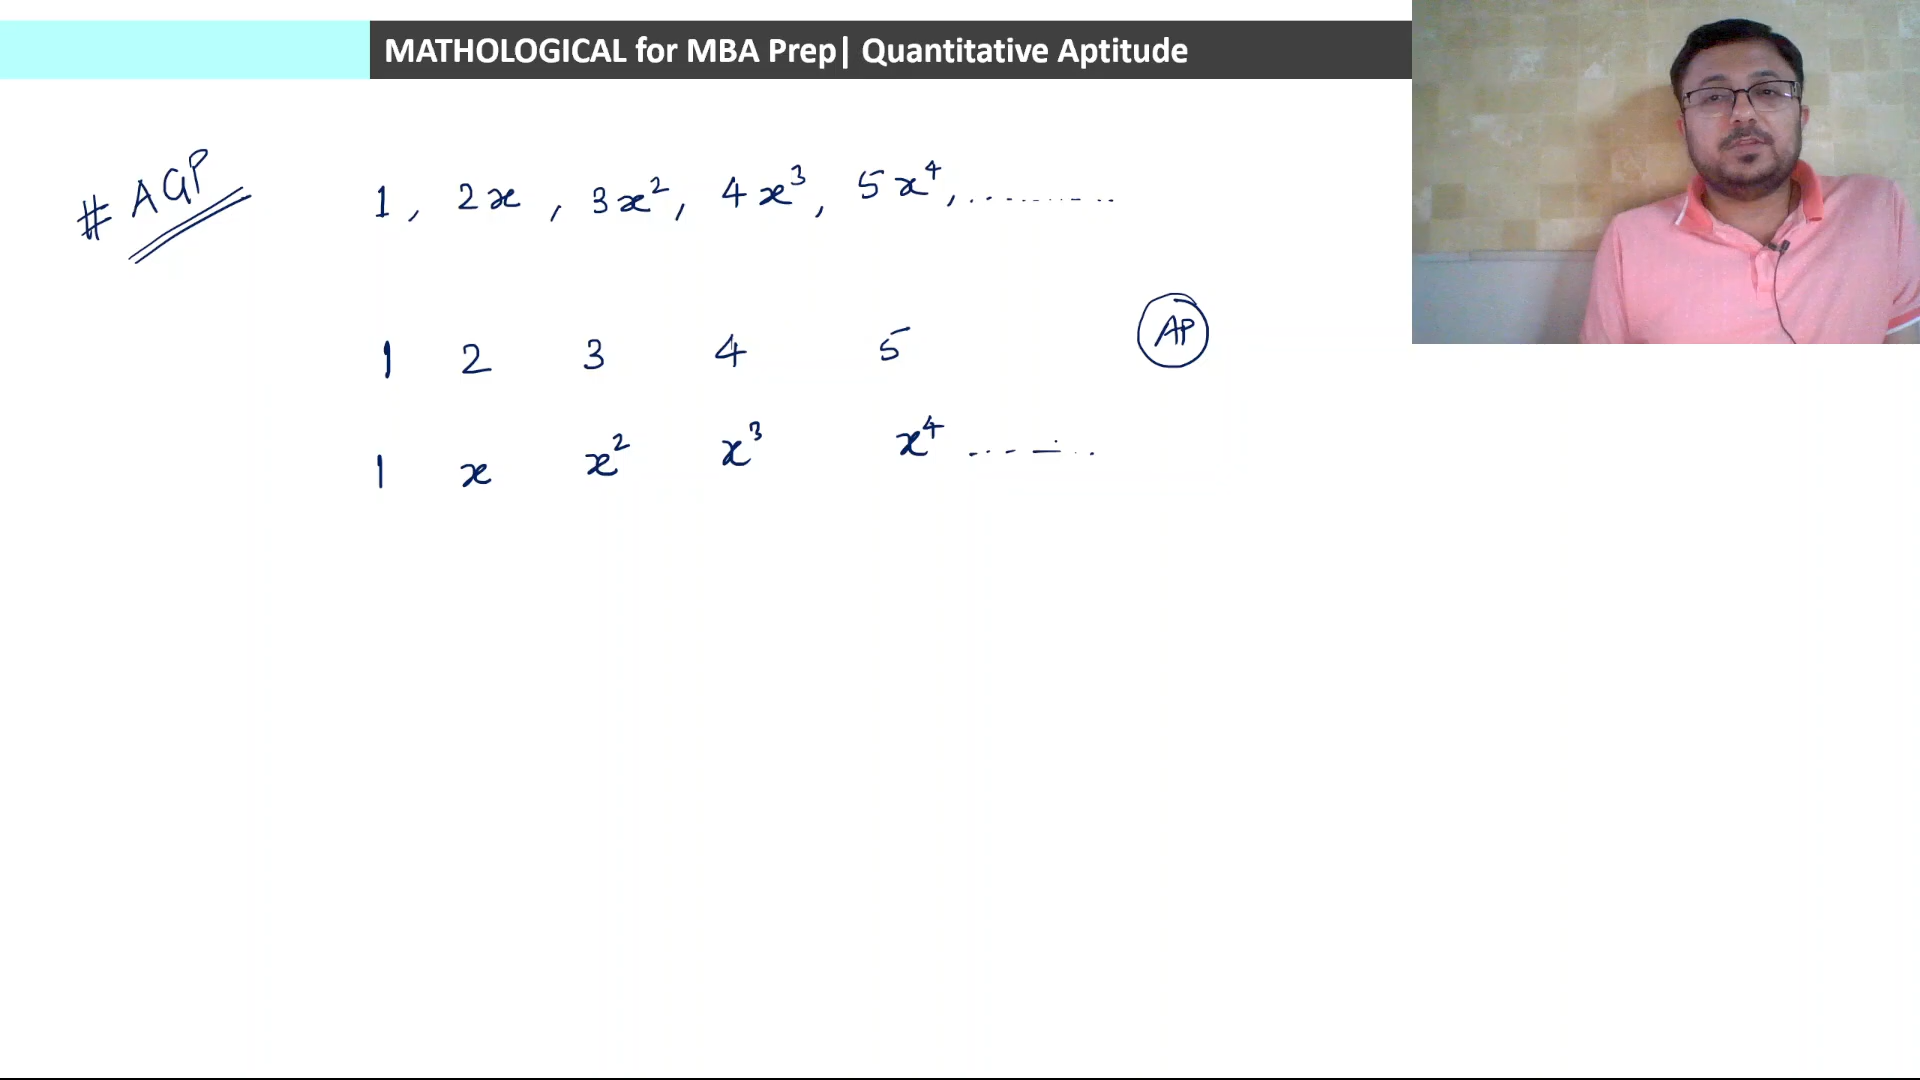 MATHOLOGICAL for MBA Prep| Quantitative Aptitude
# AGP
1, 2x, 3x², 4x³, 5x⁴, ..........
1 2 3 4 5 AP
1 x x² x³ x⁴ .......